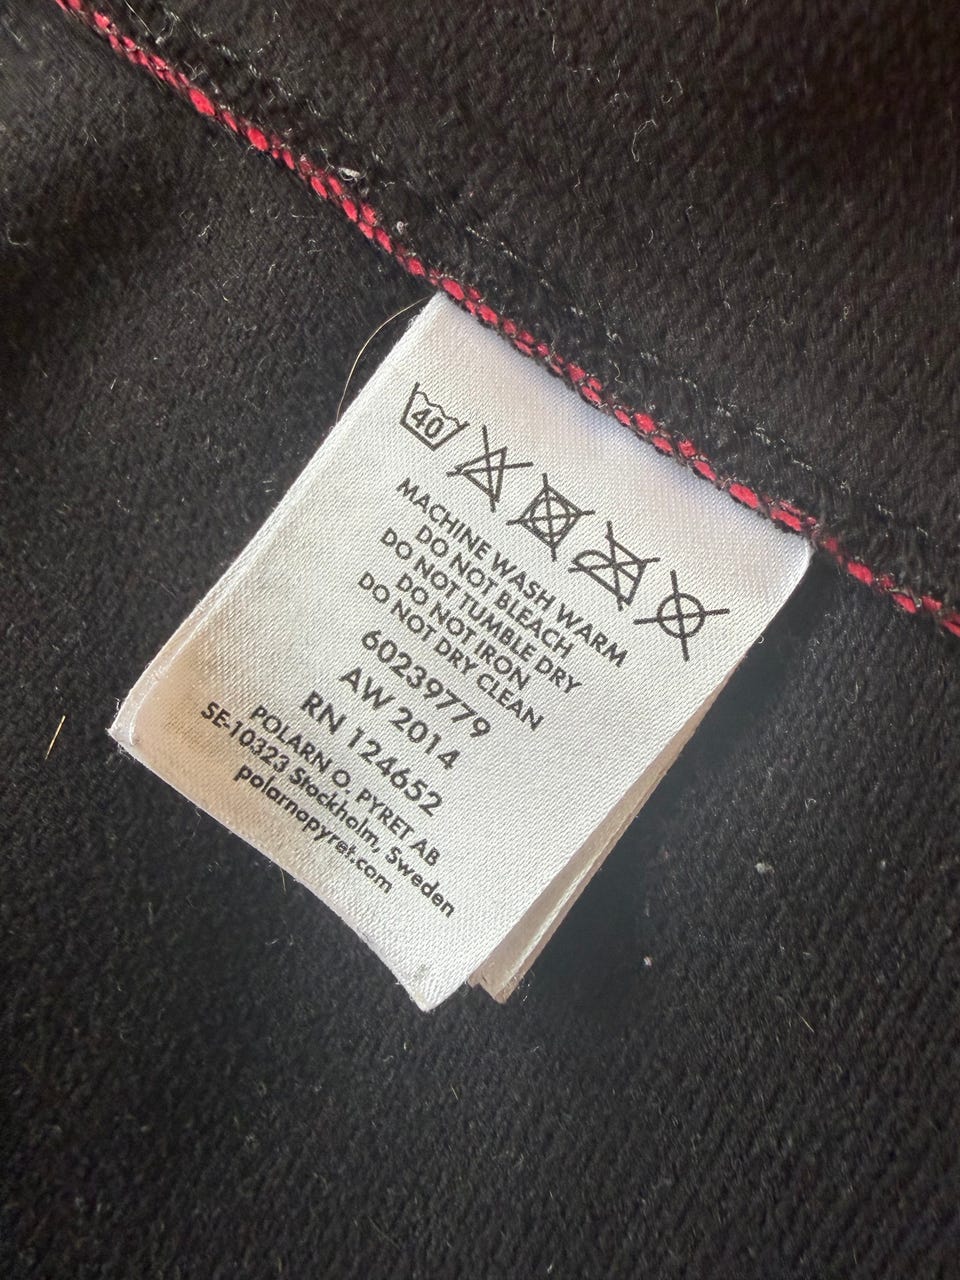 40
MACHINE WASH WARM
DO NOT BLEACH
DO NOT TUMBLE DRY
DO NOT IRON
DO NOT DRY CLEAN
60239779
AW 2014
RN 124652
POLARN O. PYRET AB
SE-10323 Stockholm, Sweden
polarnopyret.com